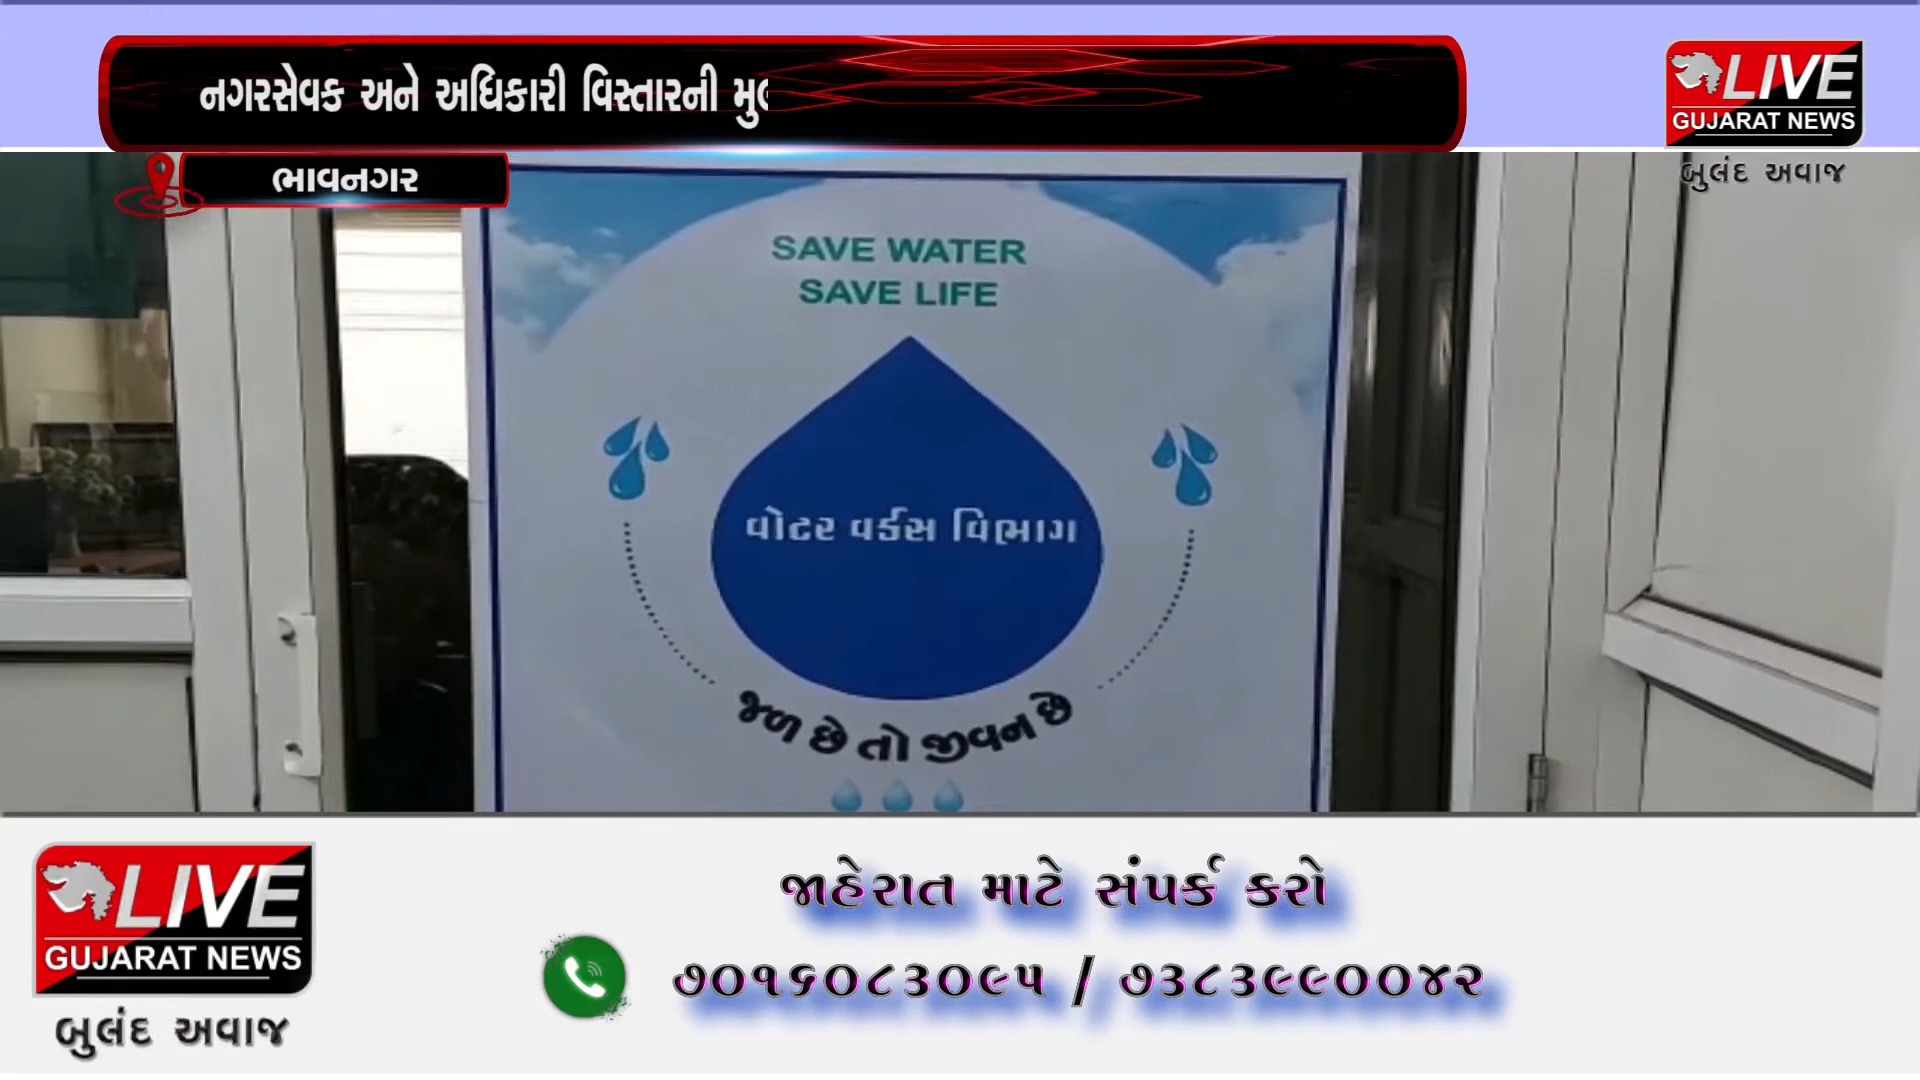 નગરસેવક અને અધિકારી વિસ્તારની
LIVE
GUJARAT NEWS
બુલંદ અવાજ
ભાવનગર
SAVE WATER
SAVE LIFE
વોટર વર્કસ વિભાગ
જળ છે તો જીવન છે
LIVE
GUJARAT NEWS
બુલંદ અવાજ
જાહેરાત માટે સંપર્ક કરો
૭૦૧૬૦૮૩૦૯૫ / ૭૩૮૩૯૯૦૦૪૨